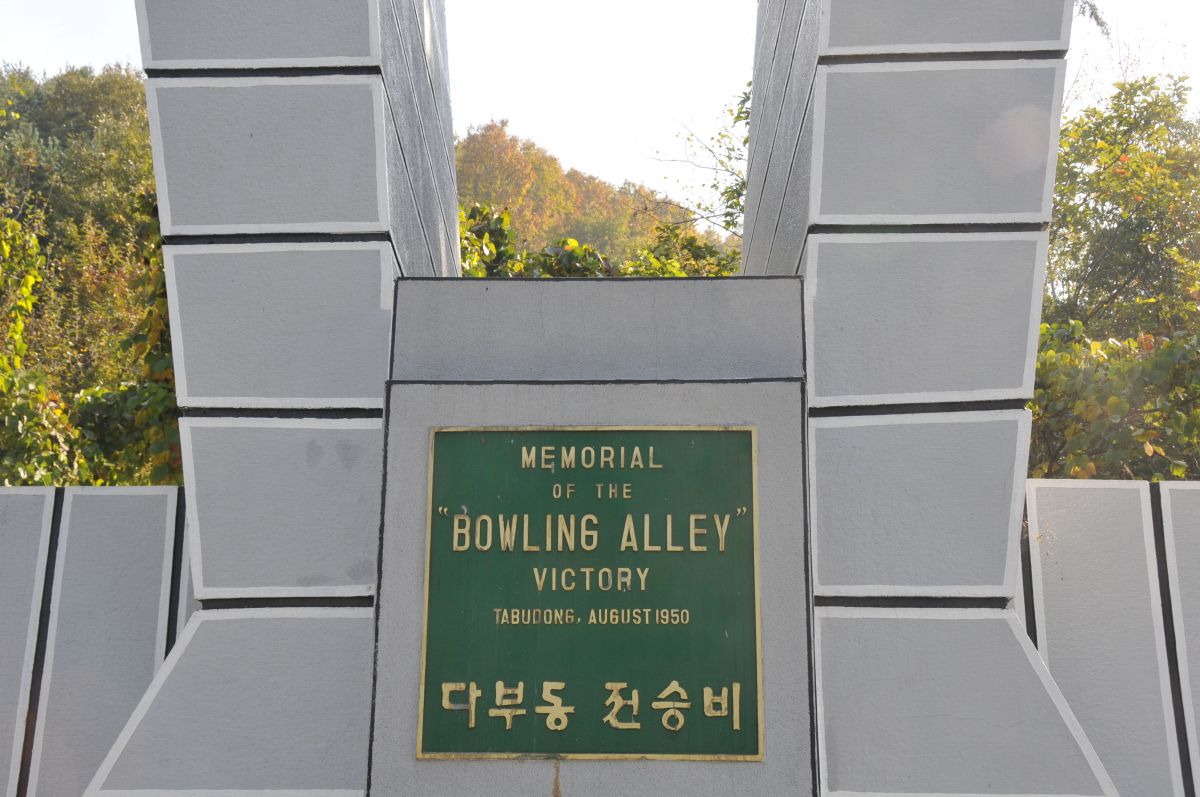 MEMORIAL
OF THE
"BOWLING ALLEY"
VICTORY
TABUDONG, AUGUST 1950
다부동 전승비